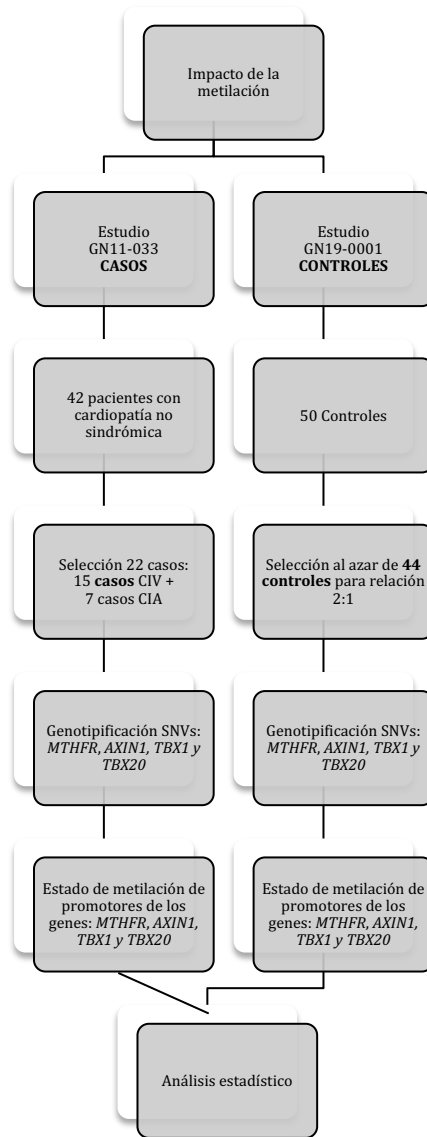 Impacto de la
metilación
Estudio
GN11-033
CASOS
Estudio
GN19-0001
CONTROLES
42 pacientes con
cardiopatía no
sindrómica
50 Controles
Selección 22 casos:
15 casos CIV +
7 casos CIA
Selección al azar de 44
controles para relación
2:1
Genotipificación SNVs:
MTHFR, AXIN1, TBX1 y
TBX20
Genotipificación SNVs:
MTHFR, AXIN1, TBX1 y
TBX20
Estado de metilación de
promotores de los
genes: MTHFR, AXIN1,
TBX1 y TBX20
Estado de metilación de
promotores de los
genes: MTHFR, AXIN1,
TBX1 y TBX20
Análisis estadístico